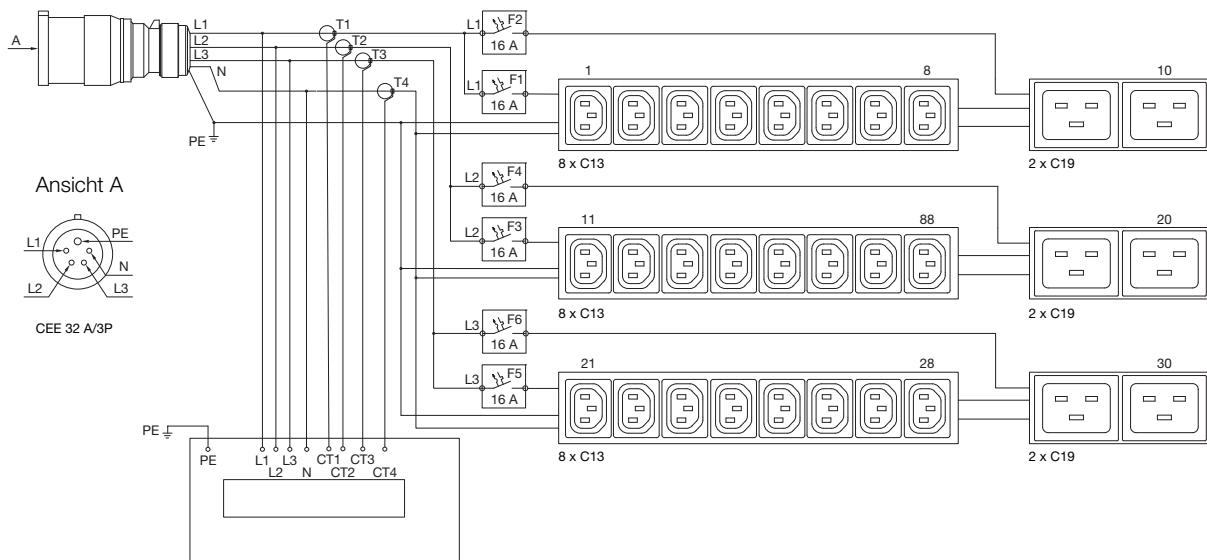 A
L1
L2
L3
N
PE
T1
T2
T3
T4
L1
F2
16 A
L1
F1
16 A
1
8
10
8 x C13
2 x C19
Ansicht A
L1
PE
N
L2
L3
CEE 32 A/3P
L2
F4
16 A
L2
F3
16 A
11
88
20
8 x C13
2 x C19
L3
F6
16 A
L3
F5
16 A
21
28
30
8 x C13
2 x C19
PE
PE
L1
L2
L3
N
CT1
CT2
CT3
CT4